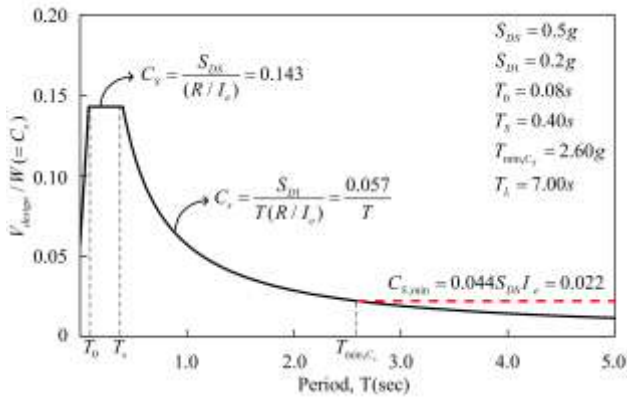 0.20
0.15
0.10
0.05
0
V_design / W (= C_s)
C_S = S_DS / (R / I_e) = 0.143
C_s = S_D1 / T(R / I_e) = 0.057 / T
S_DS = 0.5g
S_D1 = 0.2g
T_0 = 0.08s
T_S = 0.40s
T_min,C_s = 2.60g
T_L = 7.00s
C_S,min = 0.044S_DS I_e = 0.022
T_0 T_s 1.0 2.0 T_min,C_s 3.0 4.0 5.0
Period, T(sec)